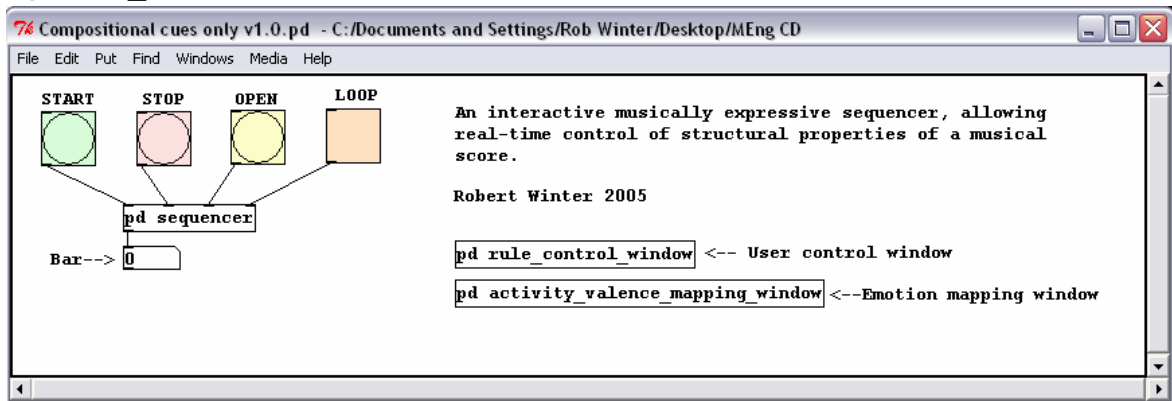 Compositional cues only v1.0.pd - C:/Documents and Settings/Rob Winter/Desktop/MEng CD
File Edit Put Find Windows Media Help
START STOP OPEN LOOP
An interactive musically expressive sequencer, allowing
real-time control of structural properties of a musical
score.
Robert Winter 2005
pd sequencer
Bar--> 0
pd rule_control_window <-- User control window
pd activity_valence_mapping_window <--Emotion mapping window